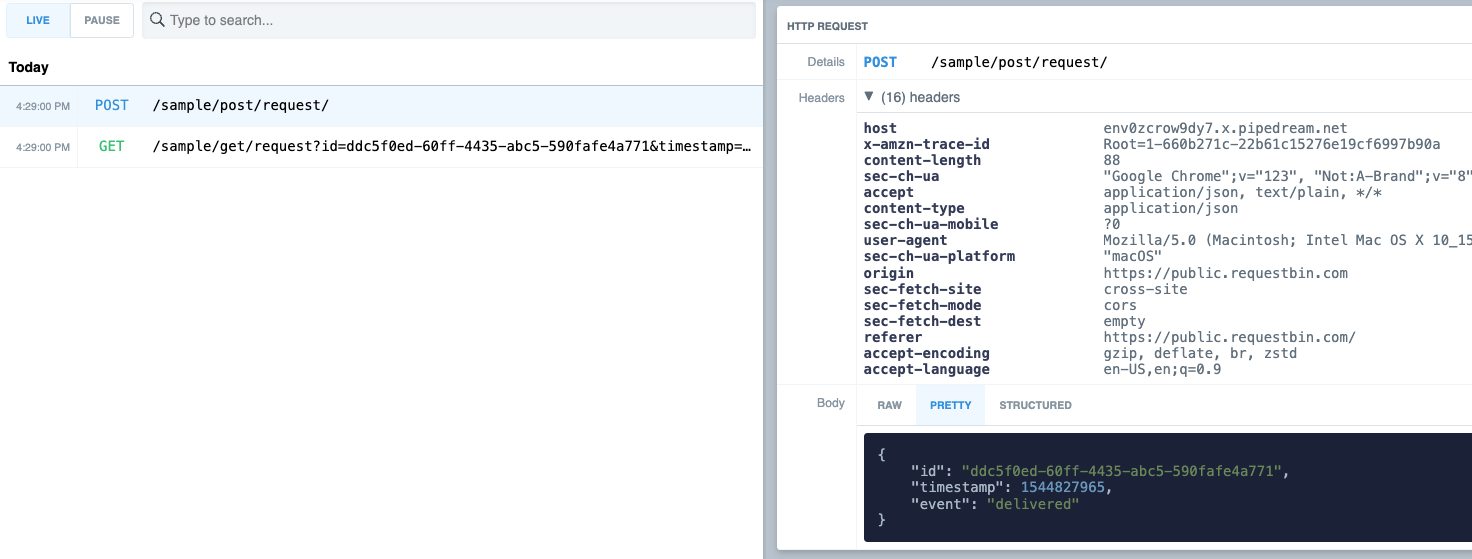 LIVE PAUSE Type to search...
Today
4:29:00 PM POST /sample/post/request/
4:29:00 PM GET /sample/get/request?id=ddc5f0ed-60ff-4435-abc5-590fafe4a771&timestamp=…
HTTP REQUEST
Details POST /sample/post/request/
Headers ▼ (16) headers
host env0zcrow9dy7.x.pipedream.net
x-amzn-trace-id Root=1-660b271c-22b61c15276e19cf6997b90a
content-length 88
sec-ch-ua "Google Chrome";v="123", "Not:A-Brand";v="8"
accept application/json, text/plain, */*
content-type application/json
sec-ch-ua-mobile ?0
user-agent Mozilla/5.0 (Macintosh; Intel Mac OS X 10_15
sec-ch-ua-platform "macOS"
origin https://public.requestbin.com
sec-fetch-site cross-site
sec-fetch-mode cors
sec-fetch-dest empty
referer https://public.requestbin.com/
accept-encoding gzip, deflate, br, zstd
accept-language en-US,en;q=0.9
Body RAW PRETTY STRUCTURED
{
"id": "ddc5f0ed-60ff-4435-abc5-590fafe4a771",
"timestamp": 1544827965,
"event": "delivered"
}